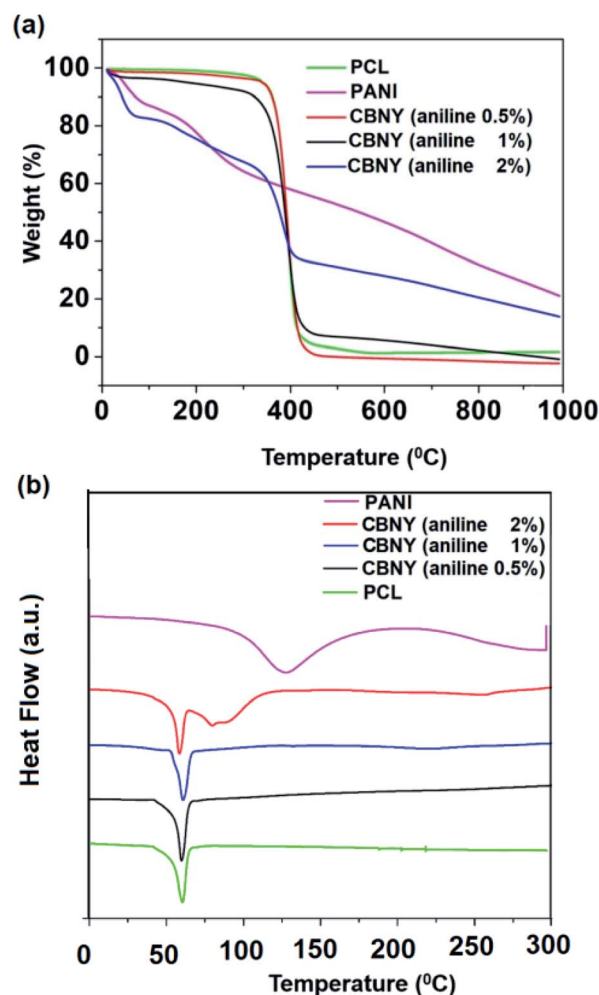 (a)
PCL
PANI
CBNY (aniline 0.5%)
CBNY (aniline 1%)
CBNY (aniline 2%)
Weight (%)
100
80
60
40
20
0
0 200 400 600 800 1000
Temperature (⁰C)
(b)
PANI
CBNY (aniline 2%)
CBNY (aniline 1%)
CBNY (aniline 0.5%)
PCL
Heat Flow (a.u.)
0 50 100 150 200 250 300
Temperature (⁰C)